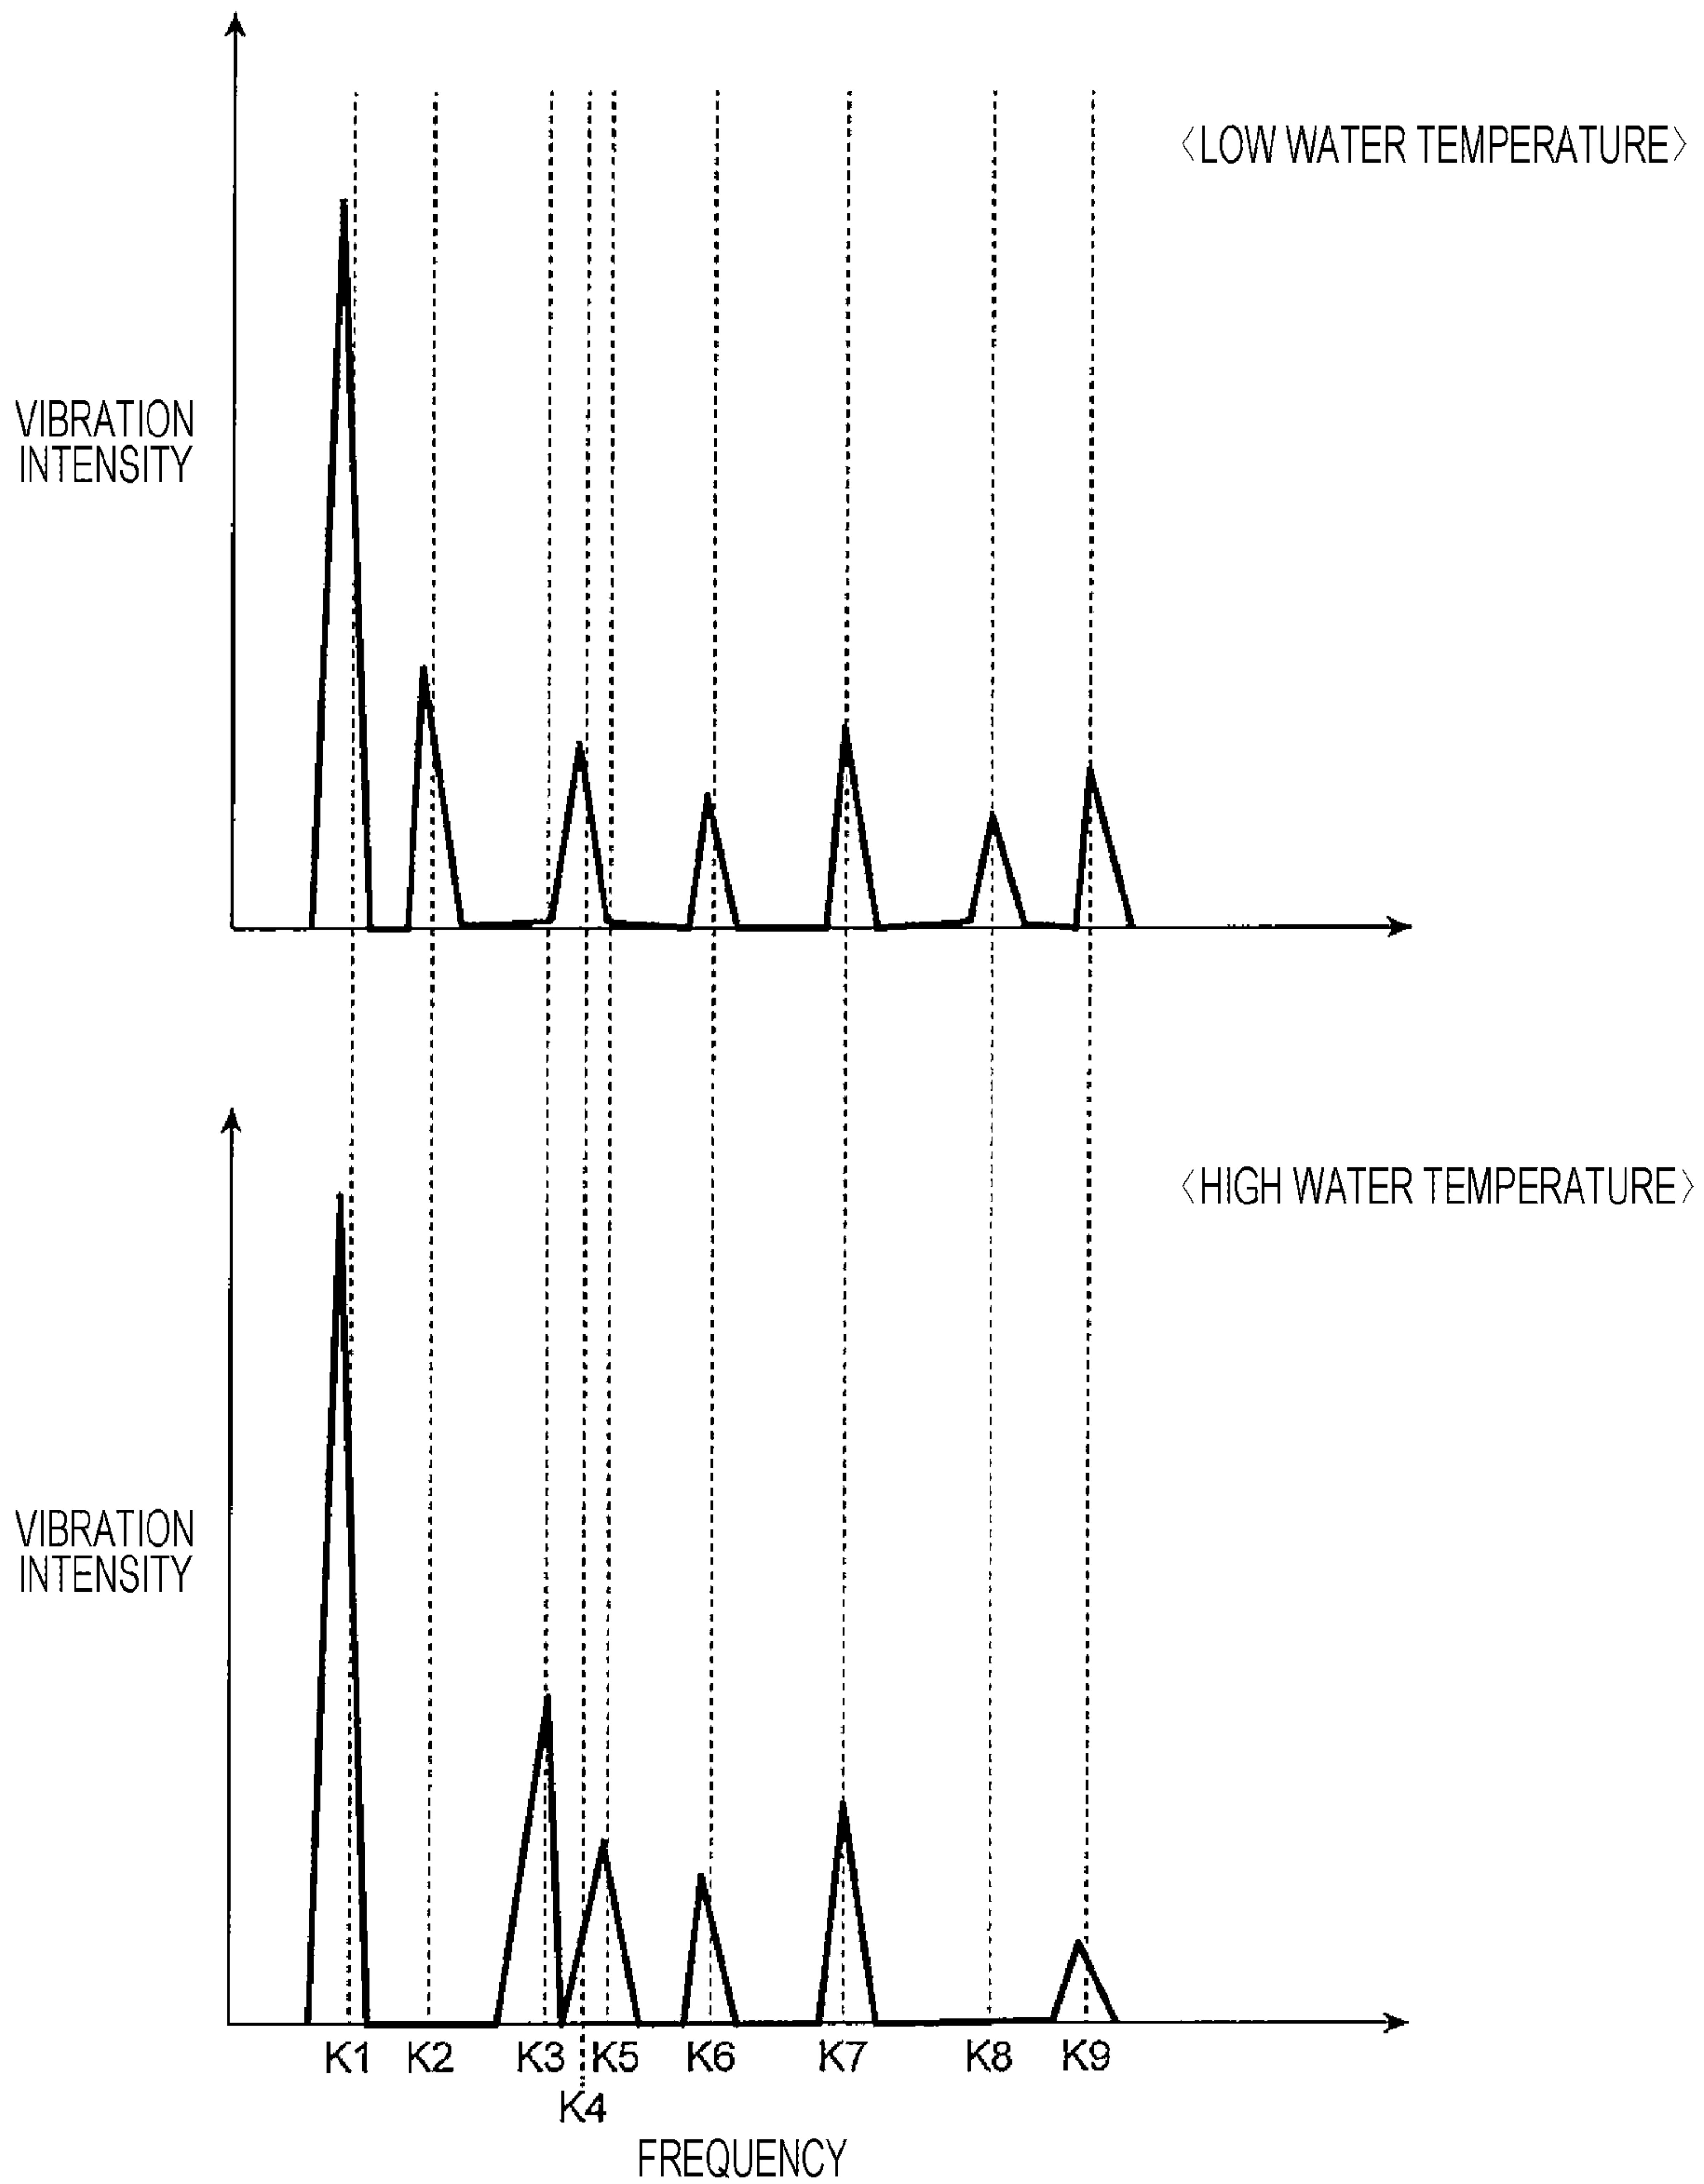 〈LOW WATER TEMPERATURE〉
VIBRATION
INTENSITY
〈HIGH WATER TEMPERATURE〉
VIBRATION
INTENSITY
K1 K2 K3 K5 K6 K7 K8 K9
K4
FREQUENCY